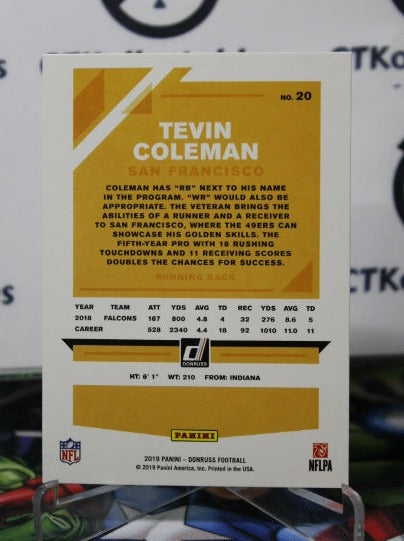 CTKo
NO. 20
TEVIN
COLEMAN
SAN FRANCISCO
COLEMAN HAS "RB" NEXT TO HIS NAME
IN THE PROGRAM. "WR" WOULD ALSO BE
APPROPRIATE. THE VETERAN BRINGS THE
ABILITIES OF A RUNNER AND A RECEIVER
TO SAN FRANCISCO, WHERE THE 49ERS CAN
SHOWCASE HIS GOLDEN SKILLS. THE
FIFTH-YEAR PRO WITH 18 RUSHING
TOUCHDOWNS AND 11 RECEIVING SCORES
DOUBLES THE CHANCES FOR SUCCESS.
RUNNING BACK
YEAR TEAM ATT YDS AVG TD REC YDS AVG TD
2018 FALCONS 187 800 4.8 4 32 276 8.6 5
CAREER 528 2340 4.4 18 92 1010 11.0 11
DONRUSS
HT: 6' 1" WT: 210 FROM: INDIANA
PANINI
2019 PANINI – DONRUSS FOOTBALL
© 2019 Panini America, Inc. Printed in the USA.
NFL
NFLPA